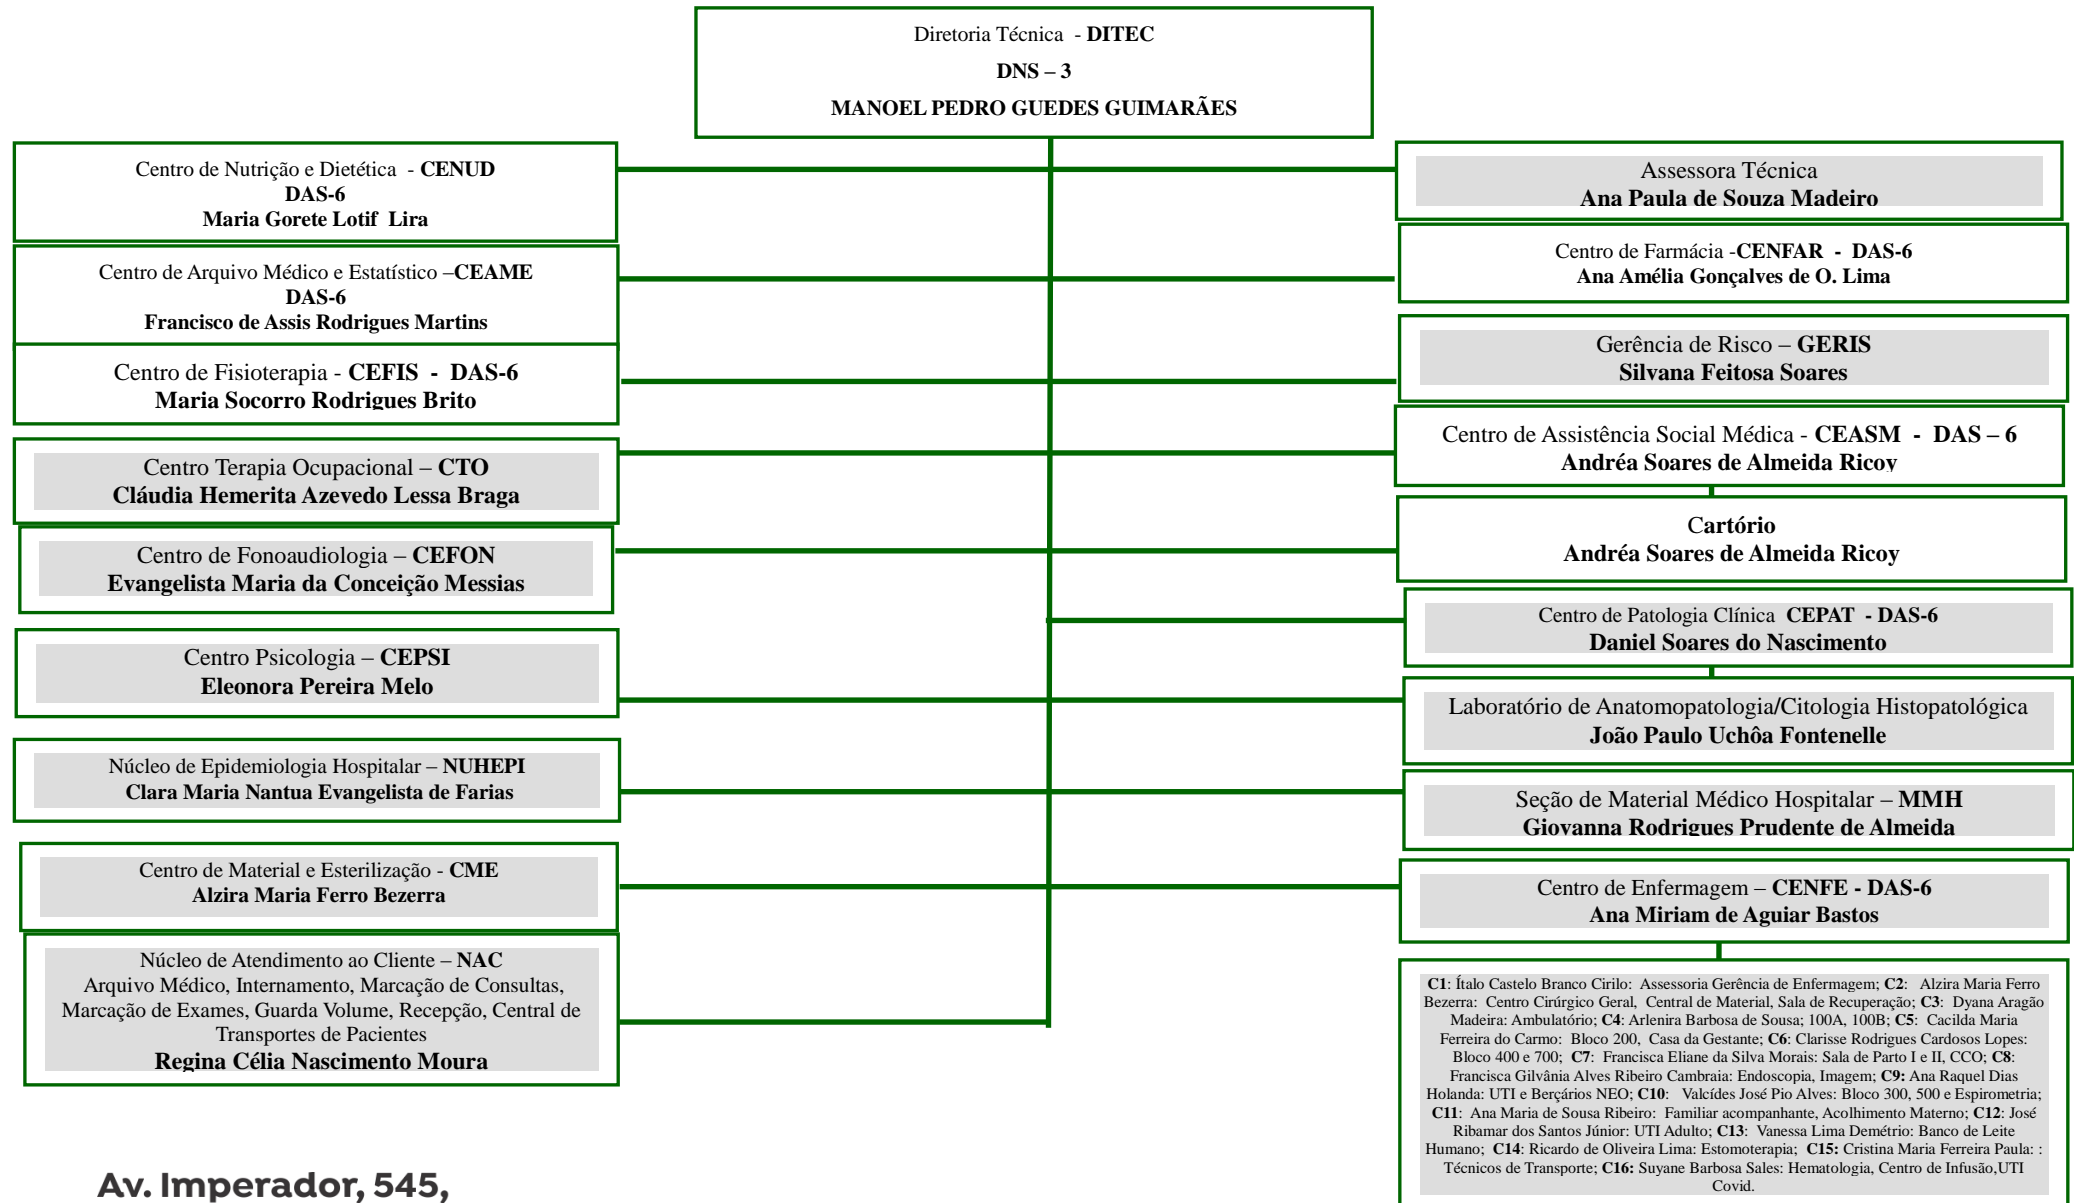 Diretoria Técnica - DITEC
DNS – 3
MANOEL PEDRO GUEDES GUIMARÃES
Centro de Nutrição e Dietética - CENUD
DAS-6
Maria Gorete Lotif Lira
Centro de Arquivo Médico e Estatístico –CEAME
DAS-6
Francisco de Assis Rodrigues Martins
Centro de Fisioterapia - CEFIS - DAS-6
Maria Socorro Rodrigues Brito
Centro Terapia Ocupacional – CTO
Cláudia Hemerita Azevedo Lessa Braga
Centro de Fonoaudiologia – CEFON
Evangelista Maria da Conceição Messias
Centro Psicologia – CEPSI
Eleonora Pereira Melo
Núcleo de Epidemiologia Hospitalar – NUHEPI
Clara Maria Nantua Evangelista de Farias
Centro de Material e Esterilização - CME
Alzira Maria Ferro Bezerra
Núcleo de Atendimento ao Cliente – NAC
Arquivo Médico, Internamento, Marcação de Consultas,
Marcação de Exames, Guarda Volume, Recepção, Central de
Transportes de Pacientes
Regina Célia Nascimento Moura
Assessora Técnica
Ana Paula de Souza Madeiro
Centro de Farmácia -CENFAR - DAS-6
Ana Amélia Gonçalves de O. Lima
Gerência de Risco – GERIS
Silvana Feitosa Soares
Centro de Assistência Social Médica - CEASM - DAS – 6
Andréa Soares de Almeida Ricoy
Cartório
Andréa Soares de Almeida Ricoy
Centro de Patologia Clínica CEPAT - DAS-6
Daniel Soares do Nascimento
Laboratório de Anatomopatologia/Citologia Histopatológica
João Paulo Uchôa Fontenelle
Seção de Material Médico Hospitalar – MMH
Giovanna Rodrigues Prudente de Almeida
Centro de Enfermagem – CENFE - DAS-6
Ana Miriam de Aguiar Bastos
C1: Ítalo Castelo Branco Cirilo: Assessoria Gerência de Enfermagem; C2: Alzira Maria Ferro
Bezerra: Centro Cirúrgico Geral, Central de Material, Sala de Recuperação; C3: Dyana Aragão
Madeira: Ambulatório; C4: Arlenira Barbosa de Sousa; 100A, 100B; C5: Cacilda Maria
Ferreira do Carmo: Bloco 200, Casa da Gestante; C6: Clarisse Rodrigues Cardosos Lopes:
Bloco 400 e 700; C7: Francisca Eliane da Silva Morais: Sala de Parto I e II, CCO; C8:
Francisca Gilvânia Alves Ribeiro Cambraia: Endoscopia, Imagem; C9: Ana Raquel Dias
Holanda: UTI e Berçários NEO; C10: Valcídes José Pio Alves: Bloco 300, 500 e Espirometria;
C11: Ana Maria de Sousa Ribeiro: Familiar acompanhante, Acolhimento Materno; C12: José
Ribamar dos Santos Júnior: UTI Adulto; C13: Vanessa Lima Demétrio: Banco de Leite
Humano; C14: Ricardo de Oliveira Lima: Estomoterapia; C15: Cristina Maria Ferreira Paula: :
Técnicos de Transporte; C16: Suyane Barbosa Sales: Hematologia, Centro de Infusão,UTI
Covid.
Av. Imperador, 545,